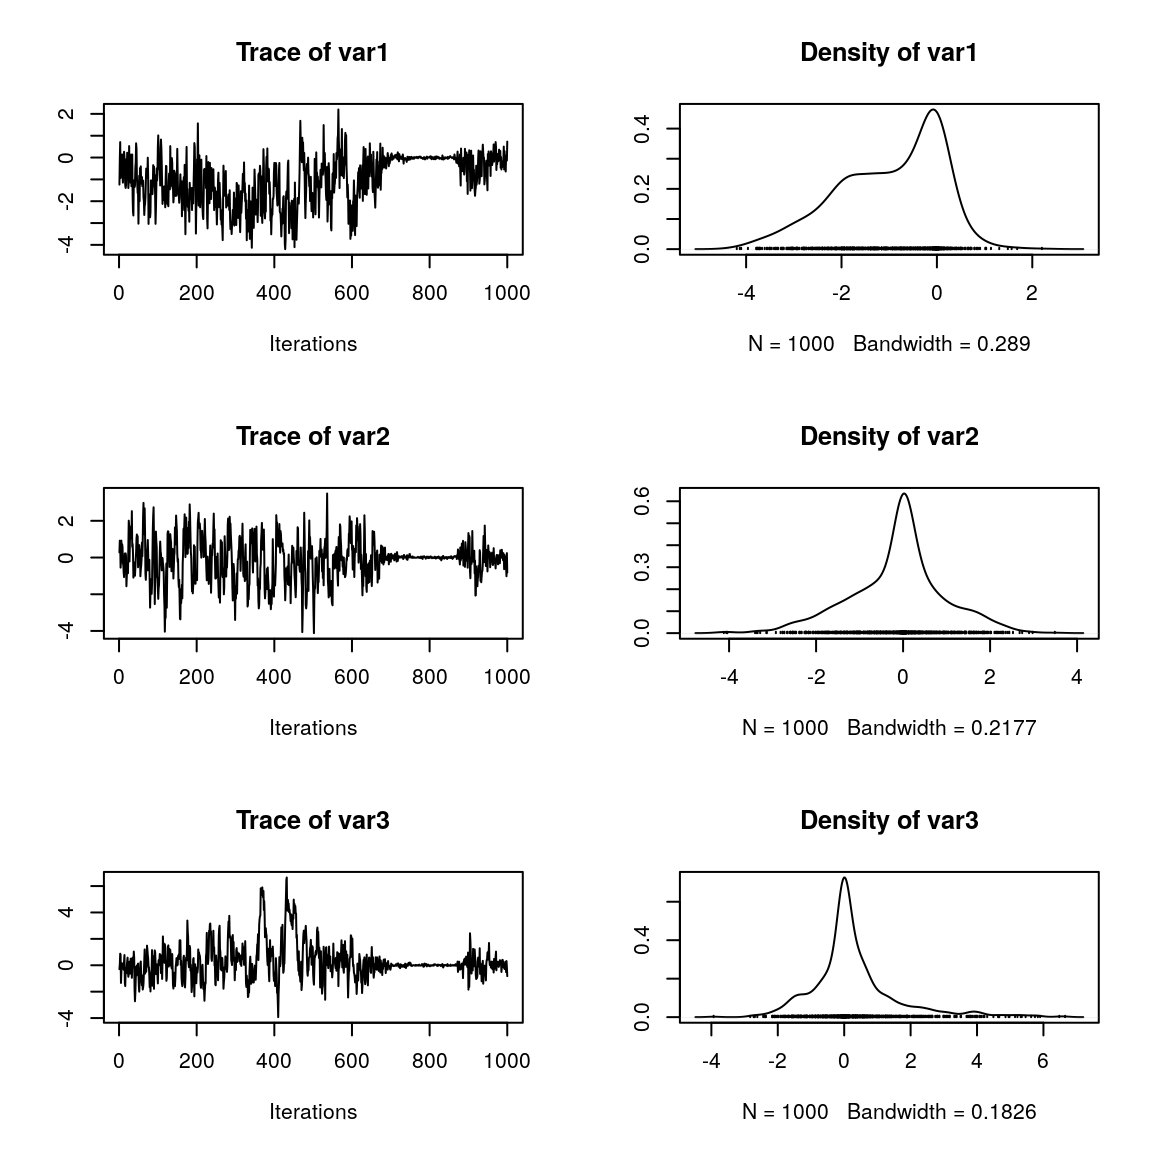 Trace of var1
2
0
-2
-4
0 200 400 600 800 1000
Iterations
Density of var1
0.4
0.2
0.0
-4 -2 0 2
N = 1000 Bandwidth = 0.289
Trace of var2
2
0
-4
0 200 400 600 800 1000
Iterations
Density of var2
0.6
0.3
0.0
-4 -2 0 2 4
N = 1000 Bandwidth = 0.2177
Trace of var3
4
0
-4
0 200 400 600 800 1000
Iterations
Density of var3
0.4
0.0
-4 -2 0 2 4 6
N = 1000 Bandwidth = 0.1826